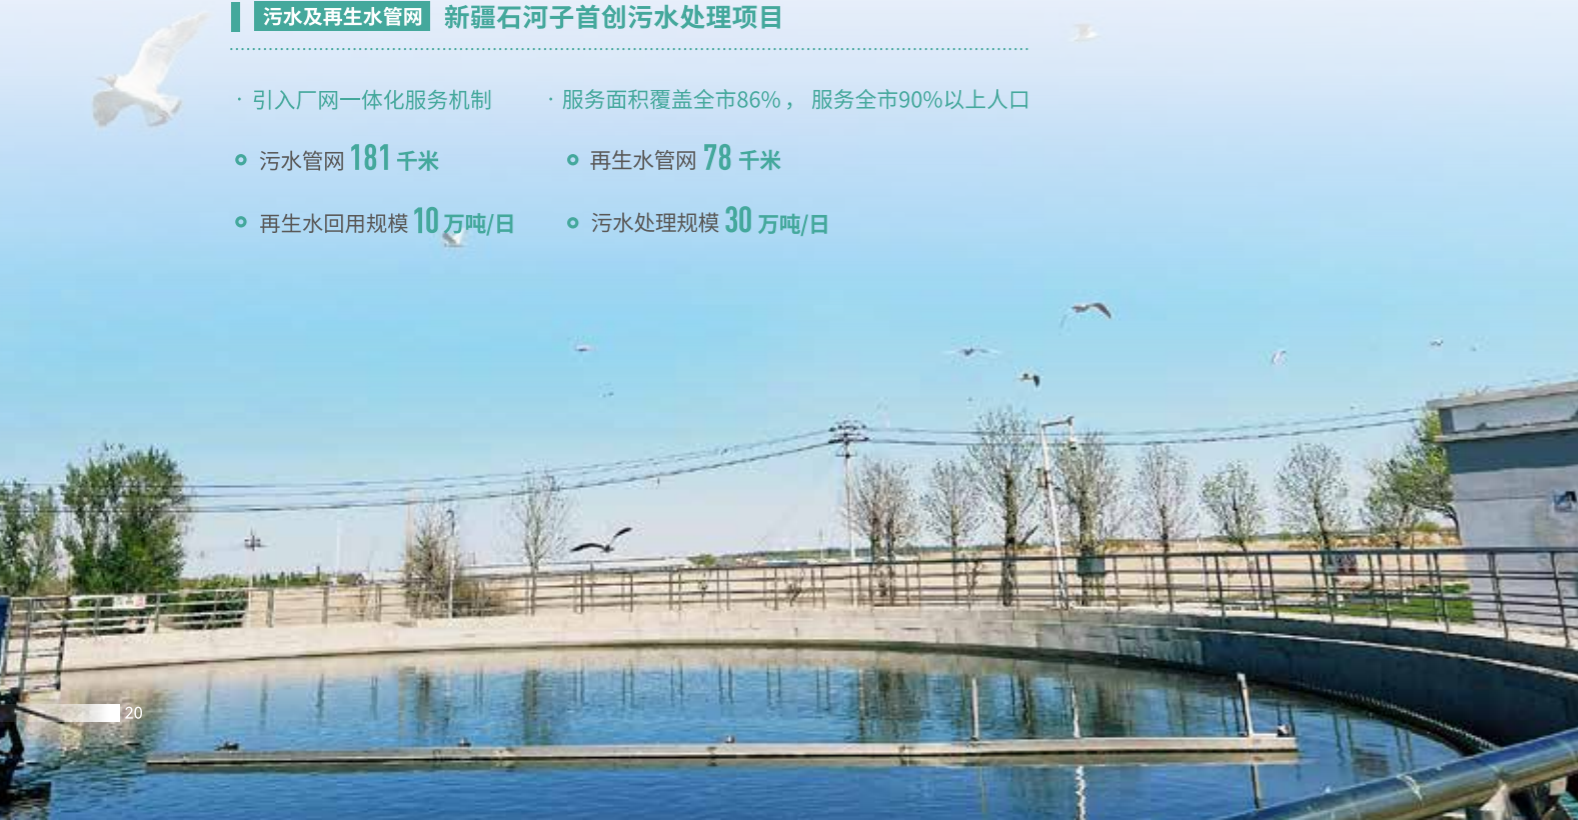 污水及再生水管网 新疆石河子首创污水处理项目
· 引入厂网一体化服务机制 · 服务面积覆盖全市86%， 服务全市90%以上人口
污水管网 181 千米 再生水管网 78 千米
再生水回用规模 10 万吨/日 污水处理规模 30 万吨/日
20